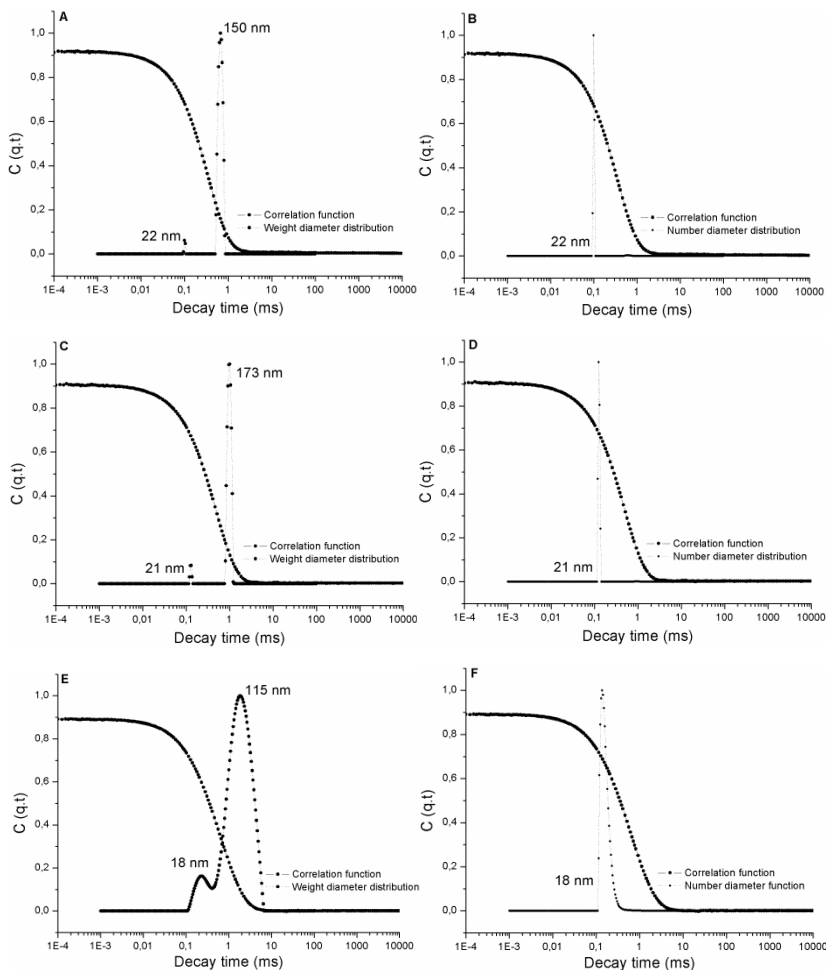 A
150 nm
1,0
0,8
0,6
0,4
0,2
0,0
C (q.t)
22 nm
Correlation function
Weight diameter distribution
1E-4 1E-3 0,01 0,1 1 10 100 1000 10000
Decay time (ms)
B
1,0
0,8
0,6
0,4
0,2
0,0
C (q.t)
22 nm
Correlation function
Number diameter distribution
1E-4 1E-3 0,01 0,1 1 10 100 1000 10000
Decay time (ms)
C
173 nm
1,0
0,8
0,6
0,4
0,2
0,0
C (q.t)
21 nm
Correlation function
Weight diameter distribution
1E-4 1E-3 0,01 0,1 1 10 100 1000 10000
Decay time (ms)
D
1,0
0,8
0,6
0,4
0,2
0,0
C (q.t)
21 nm
Correlation function
Number diameter distribution
1E-4 1E-3 0,01 0,1 1 10 100 1000 10000
Decay time (ms)
E
115 nm
1,0
0,8
0,6
0,4
0,2
0,0
C (q.t)
18 nm
Correlation function
Weight diameter distribution
1E-4 1E-3 0,01 0,1 1 10 100 1000 10000
Decay time (ms)
F
1,0
0,8
0,6
0,4
0,2
0,0
C (q.t)
18 nm
Correlation function
Number diameter function
1E-4 1E-3 0,01 0,1 1 10 100 1000 10000
Decay time (ms)